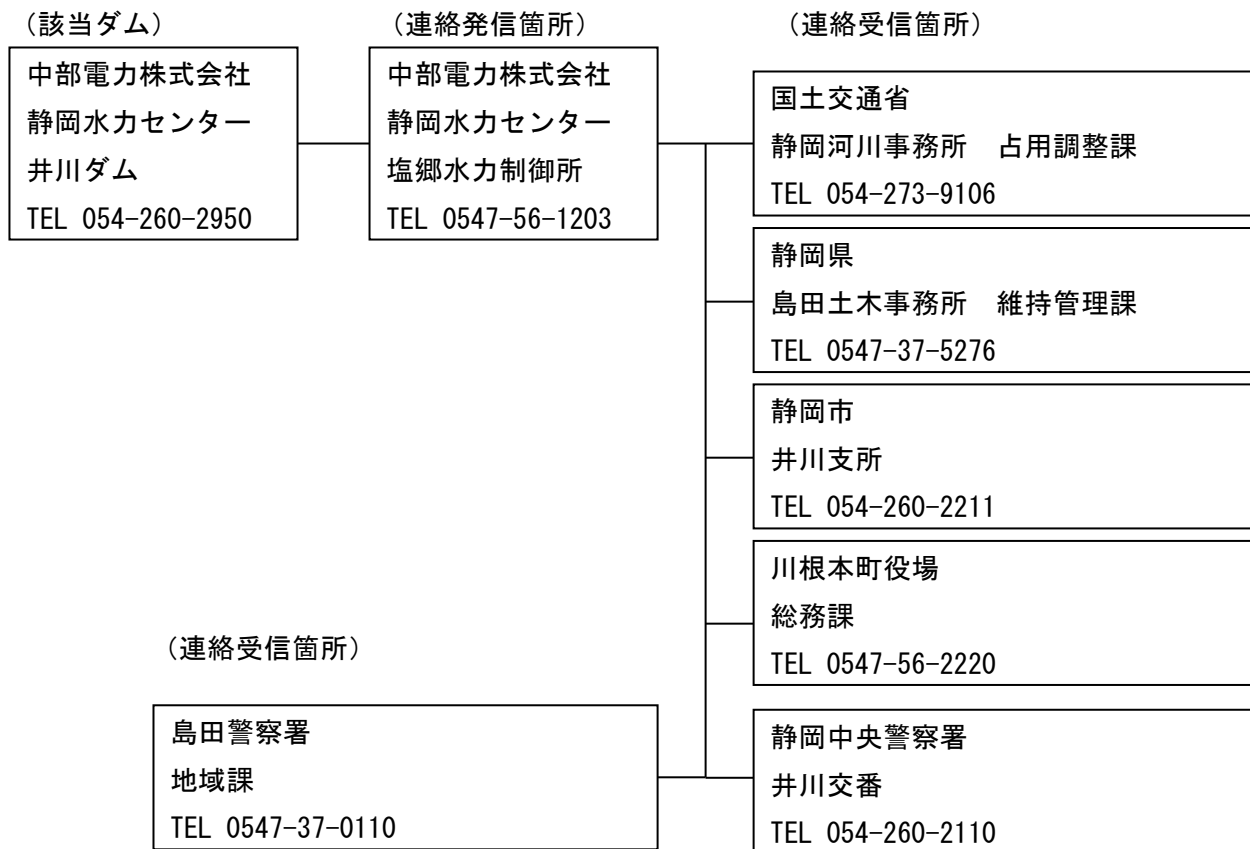 （該当ダム）
中部電力株式会社
静岡水力センター
井川ダム
TEL 054-260-2950
（連絡発信箇所）
中部電力株式会社
静岡水力センター
塩郷水力制御所
TEL 0547-56-1203
（連絡受信箇所）
国土交通省
静岡河川事務所　占用調整課
TEL 054-273-9106
静岡県
島田土木事務所　維持管理課
TEL 0547-37-5276
静岡市
井川支所
TEL 054-260-2211
川根本町役場
総務課
TEL 0547-56-2220
静岡中央警察署
井川交番
TEL 054-260-2110
（連絡受信箇所）
島田警察署
地域課
TEL 0547-37-0110